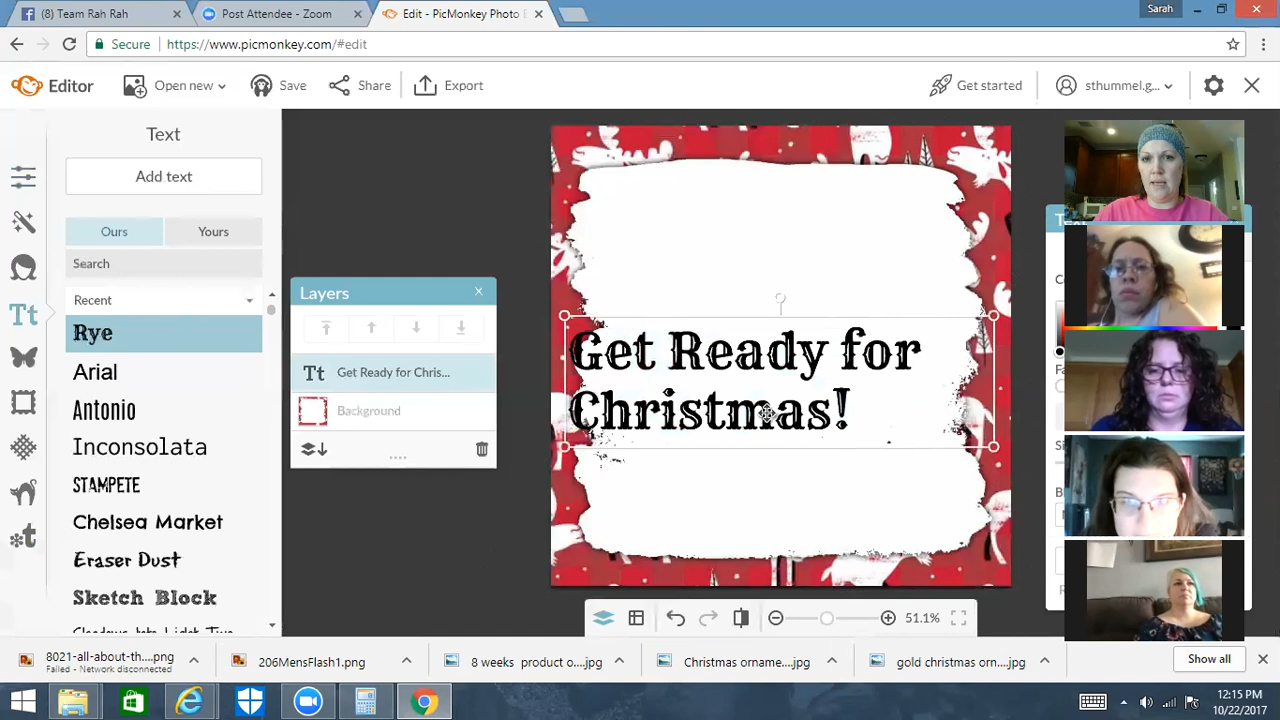 (8) Team Rah Rah
Post Attendee - Zoom
Edit - PicMonkey Photo E
Sarah
Secure
https://www.picmonkey.com/#edit
Editor
Open new
Save
Share
Export
Get started
sthummel.g...
Text
Add text
Ours
Yours
Search
Recent
Rye
Arial
Antonio
Inconsolata
STAMPETE
Chelsea Market
Eraser Dust
Sketch Block
Layers
Tt Get Ready for Chris...
Background
Get Ready for
Christmas!
51.1%
8021-all-about-th....png
Failed - Network disconnected
206MensFlash1.png
8 weeks product o....jpg
Christmas orname....jpg
gold christmas orn....jpg
Show all
12:15 PM
10/22/2017